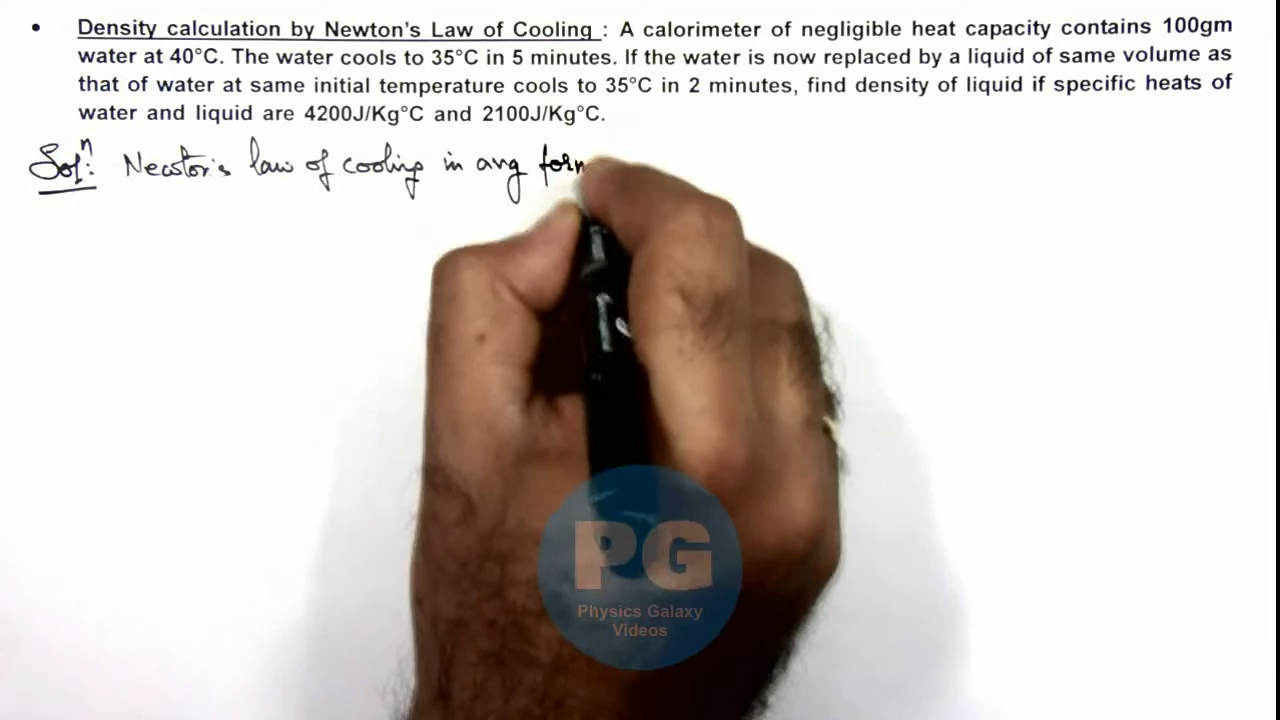 • Density calculation by Newton's Law of Cooling : A calorimeter of negligible heat capacity contains 100gm
water at 40°C. The water cools to 35°C in 5 minutes. If the water is now replaced by a liquid of same volume as
that of water at same initial temperature cools to 35°C in 2 minutes, find density of liquid if specific heats of
water and liquid are 4200J/Kg°C and 2100J/Kg°C.
Solⁿ: Newton's law of cooling in avg form
PG
Physics Galaxy
Videos